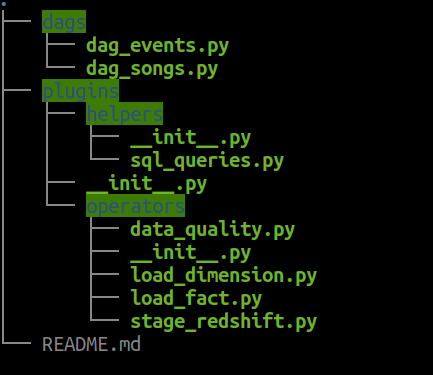 .
├── dags
│   ├── dag_events.py
│   └── dag_songs.py
├── plugins
│   ├── helpers
│   │   ├── __init__.py
│   │   └── sql_queries.py
│   ├── __init__.py
│   └── operators
│       ├── data_quality.py
│       ├── __init__.py
│       ├── load_dimension.py
│       ├── load_fact.py
│       └── stage_redshift.py
└── README.md